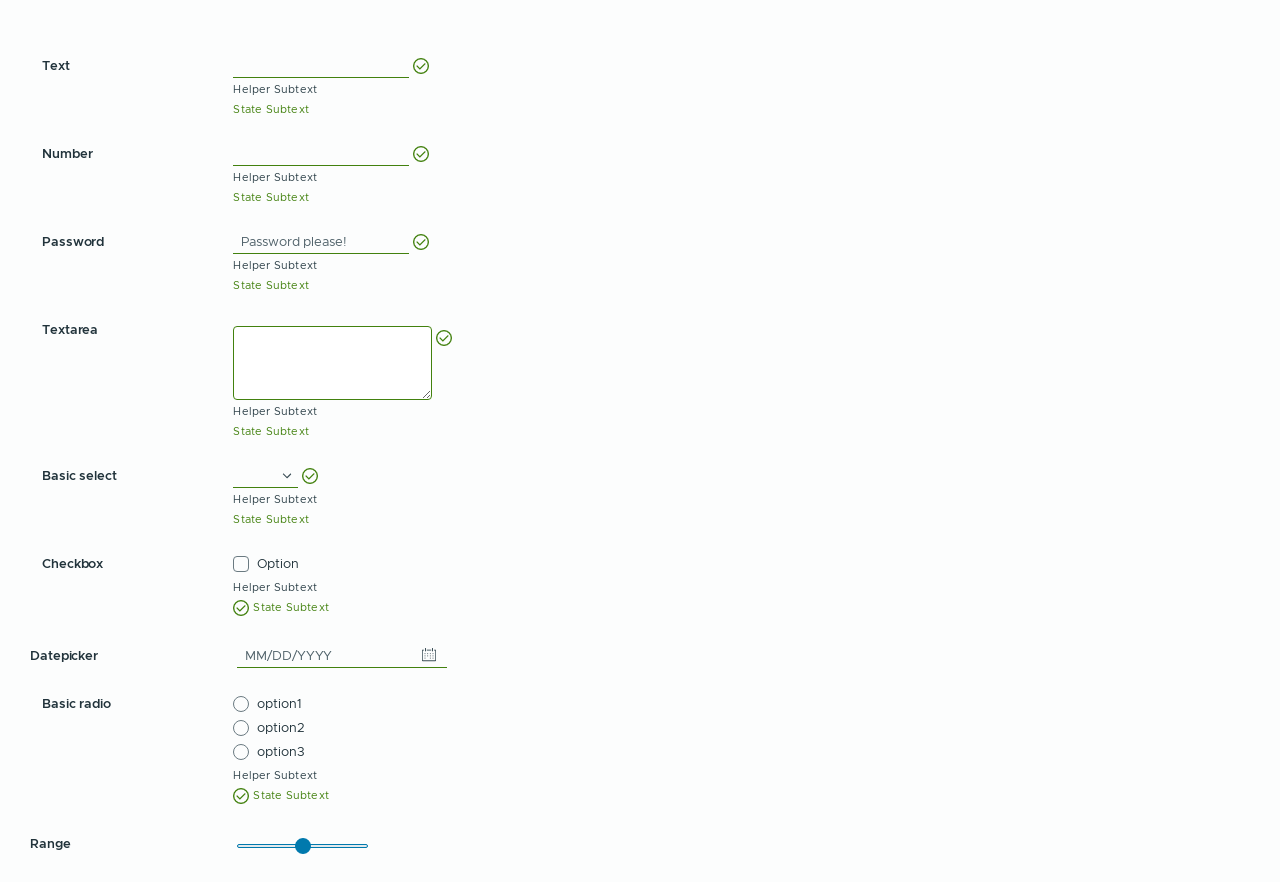 Text
Helper Subtext
State Subtext
Number
Helper Subtext
State Subtext
Password
Password please!
Helper Subtext
State Subtext
Textarea
Helper Subtext
State Subtext
Basic select
Helper Subtext
State Subtext
Checkbox
Option
Helper Subtext
State Subtext
Datepicker
MM/DD/YYYY
Basic radio
option1
option2
option3
Helper Subtext
State Subtext
Range